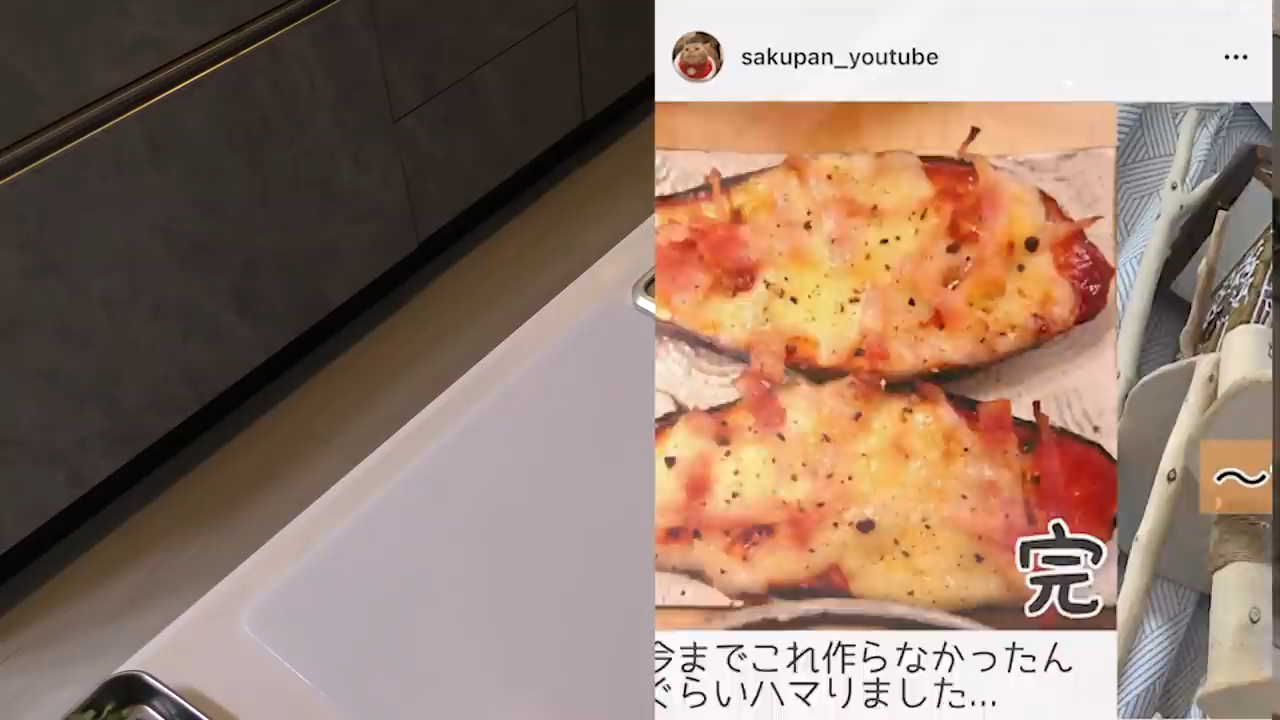 sakupan_youtube
完
〜
今までこれ作らなかったん
ぐらいハマりました…